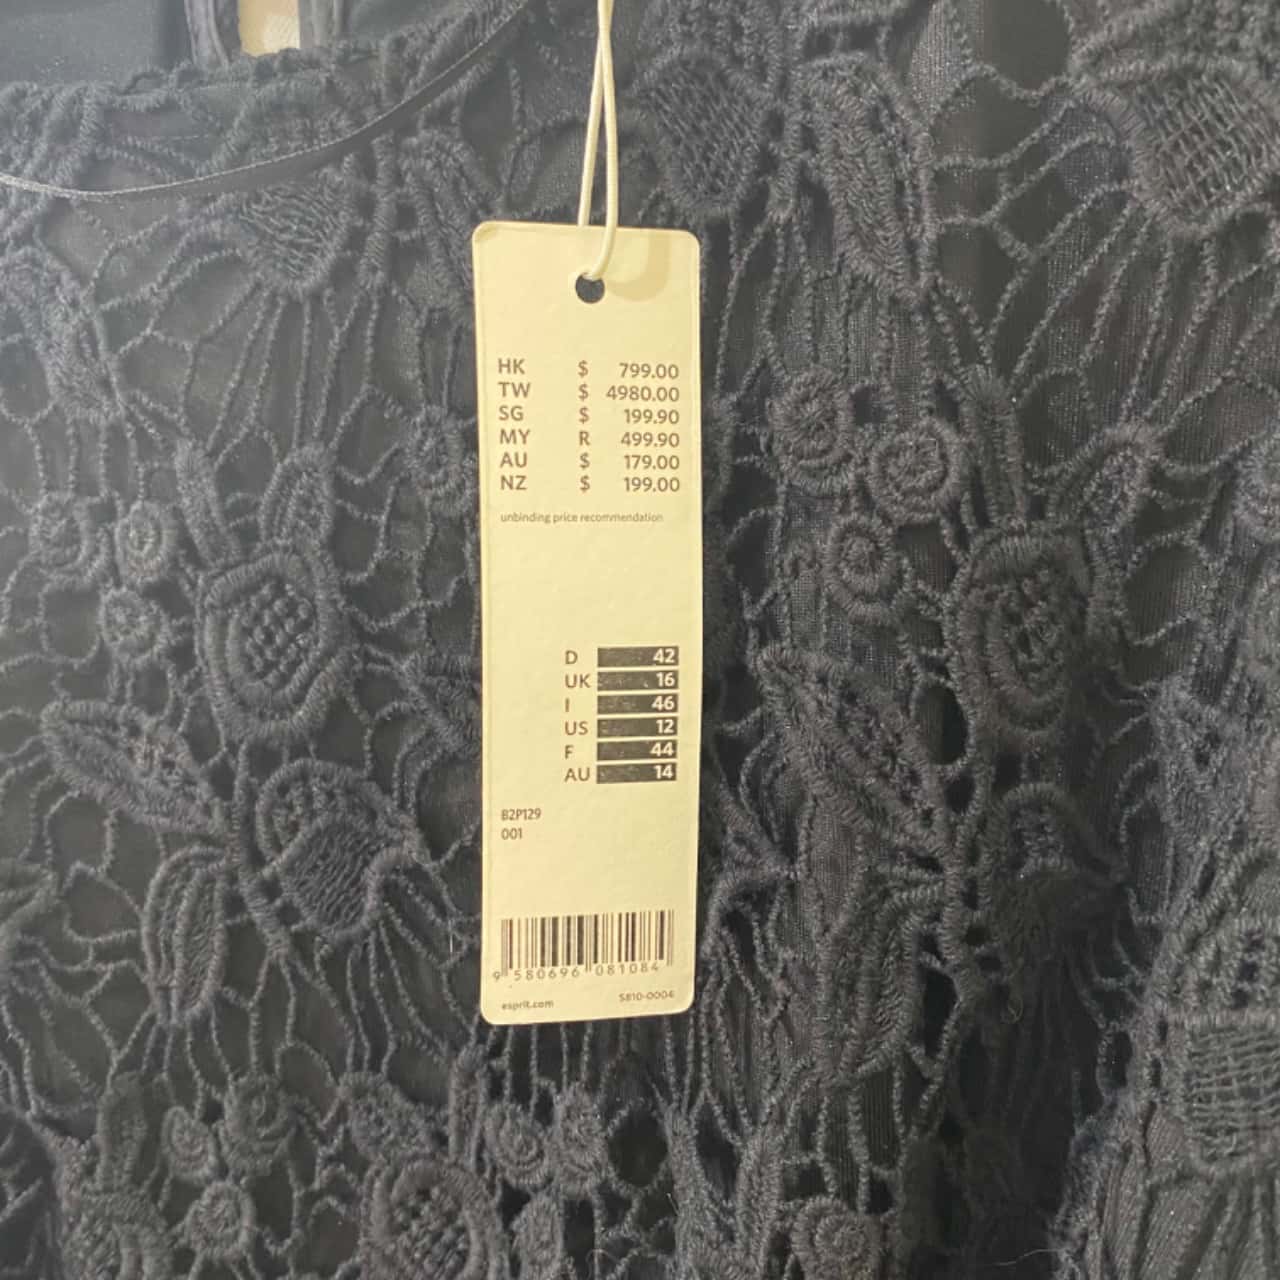 HK $ 799.00
TW $ 4980.00
SG $ 199.90
MY R 499.90
AU $ 179.00
NZ $ 199.00
unbinding price recommendation
D 42
UK 16
I 46
US 12
F 44
AU 14
B2P129
001
9 580696 081084
esprit.com S810-0004